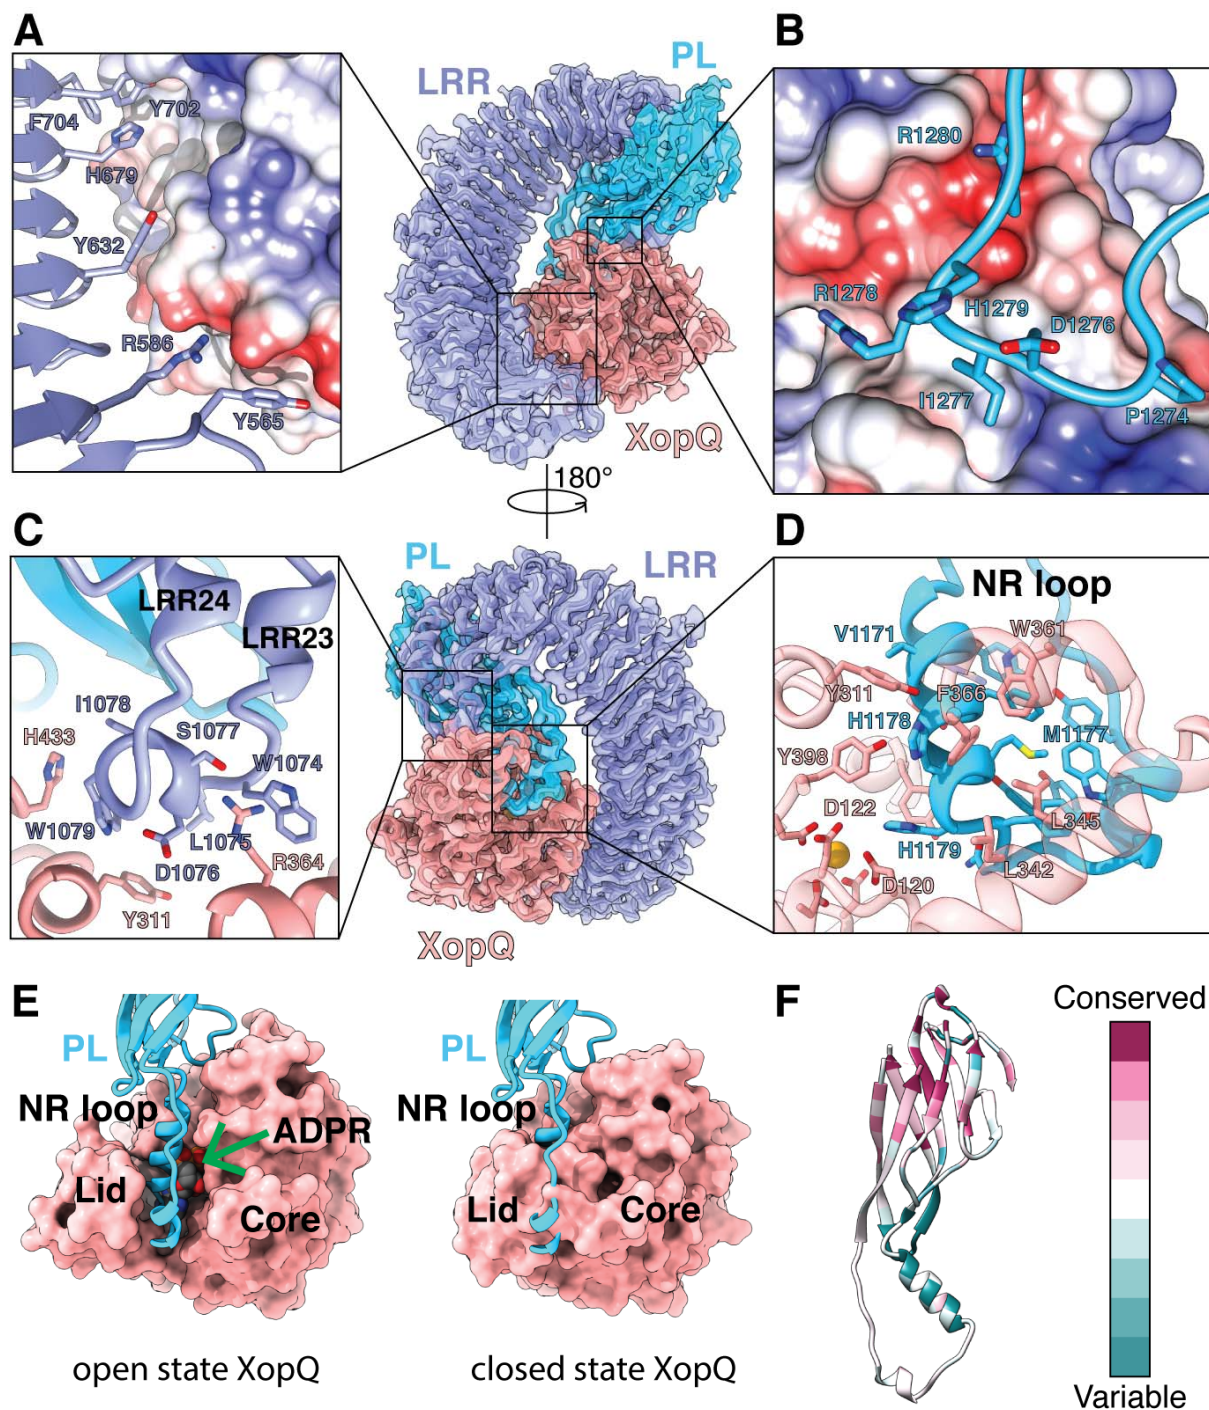 A
B
F704
Y702
H679
Y632
R586
Y565
LRR
PL
XopQ
180°
R1280
R1278
H1279
D1276
I1277
P1274
C
D
LRR24
LRR23
I1078
S1077
H433
W1074
W1079
L1075
D1076
R364
Y311
PL
LRR
XopQ
NR loop
V1171
W361
Y311
F366
H1178
M1177
Y398
D122
L345
H1179
L342
D120
E
F
PL
NR loop
ADPR
Lid
Core
open state XopQ
PL
NR loop
Lid
Core
closed state XopQ
Conserved
Variable